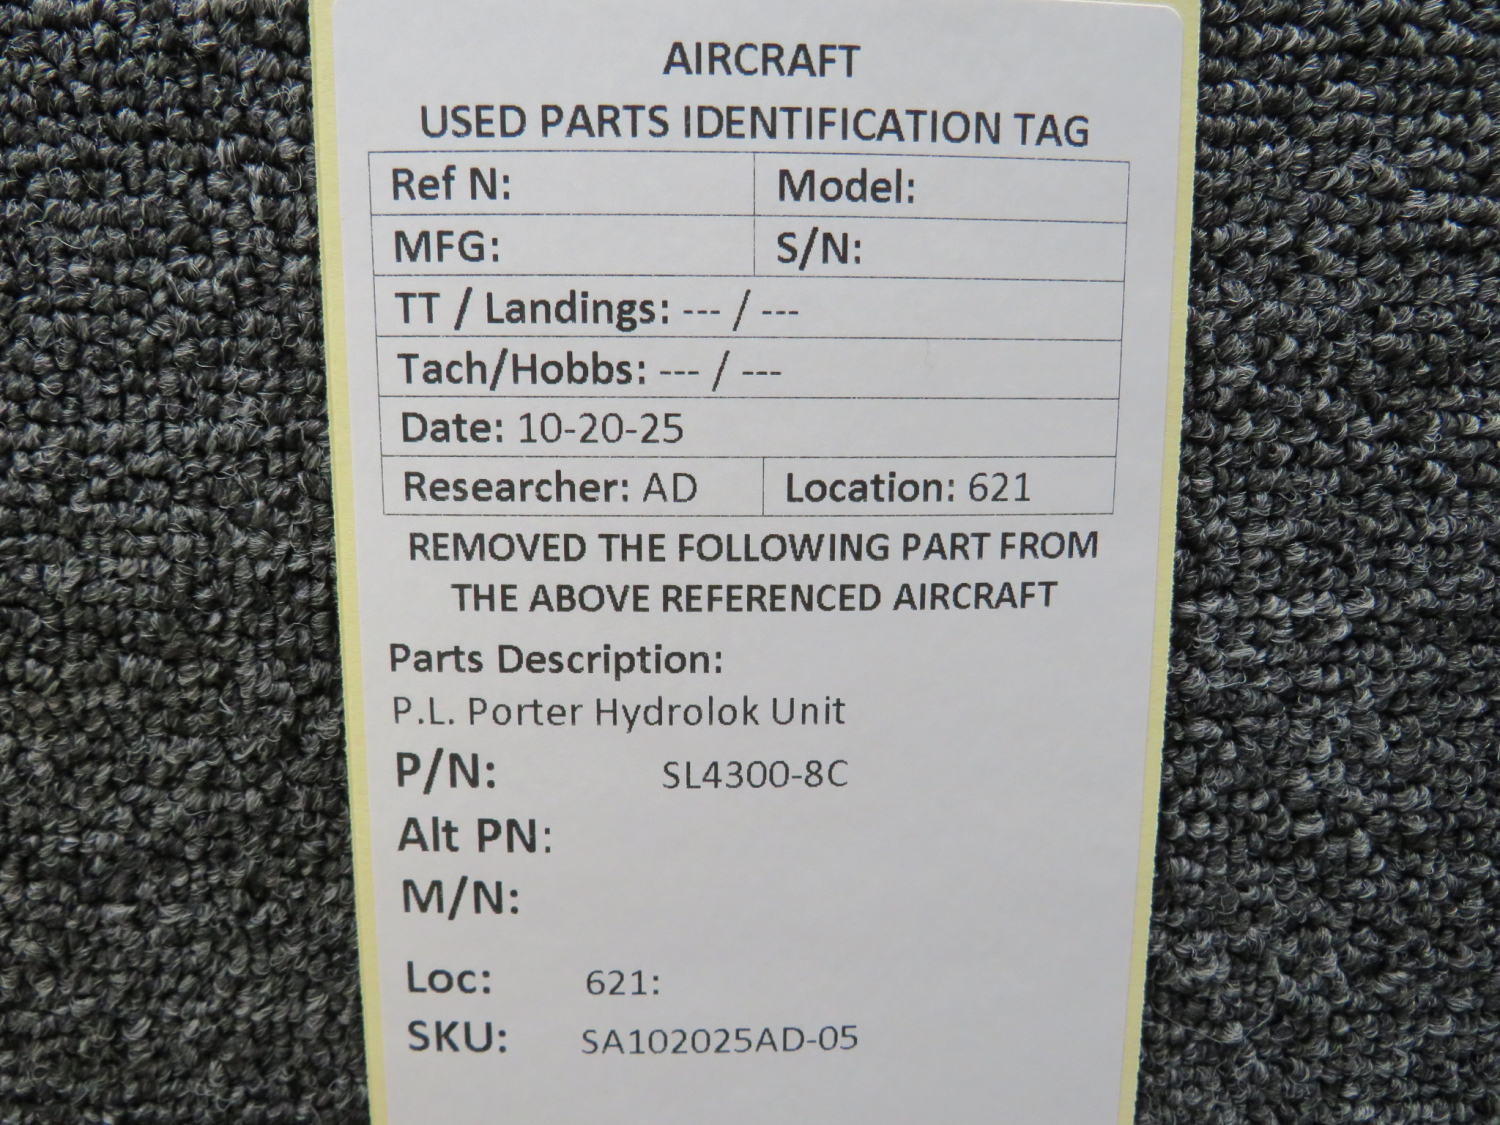 AIRCRAFT
USED PARTS IDENTIFICATION TAG
Ref N: Model:
MFG: S/N:
TT / Landings: --- / ---
Tach/Hobbs: --- / ---
Date: 10-20-25
Researcher: AD Location: 621
REMOVED THE FOLLOWING PART FROM
THE ABOVE REFERENCED AIRCRAFT
Parts Description:
P.L. Porter Hydrolok Unit
P/N: SL4300-8C
Alt PN:
M/N:
Loc: 621:
SKU: SA102025AD-05